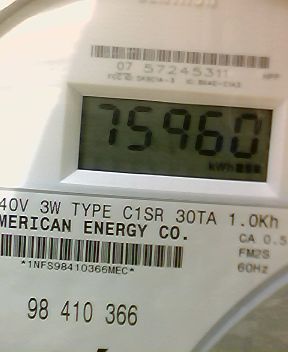 07 57245311
75960
kWh
40V 3W TYPE C1SR 30TA 1.0Kh
MERICAN ENERGY CO.
CA 0.5
FM2S
60Hz
*1NFS98410366MEC*
98 410 366